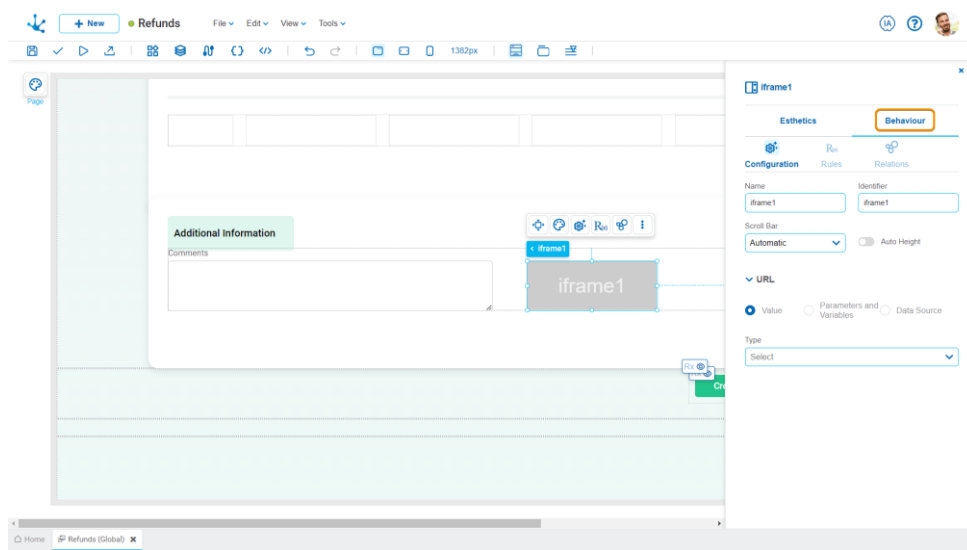 + New
Refunds
File
Edit
View
Tools
IA
?
1382px
Page
iframe1
Esthetics
Behaviour
Configuration
Rules
Relations
Name
Identifier
iframe1
iframe1
Scroll Bar
Automatic
Auto Height
URL
Value
Parameters and
Variables
Data Source
Type
Select
Additional Information
Comments
< iframe1
iframe1
Rx
Home
Refunds (Global)